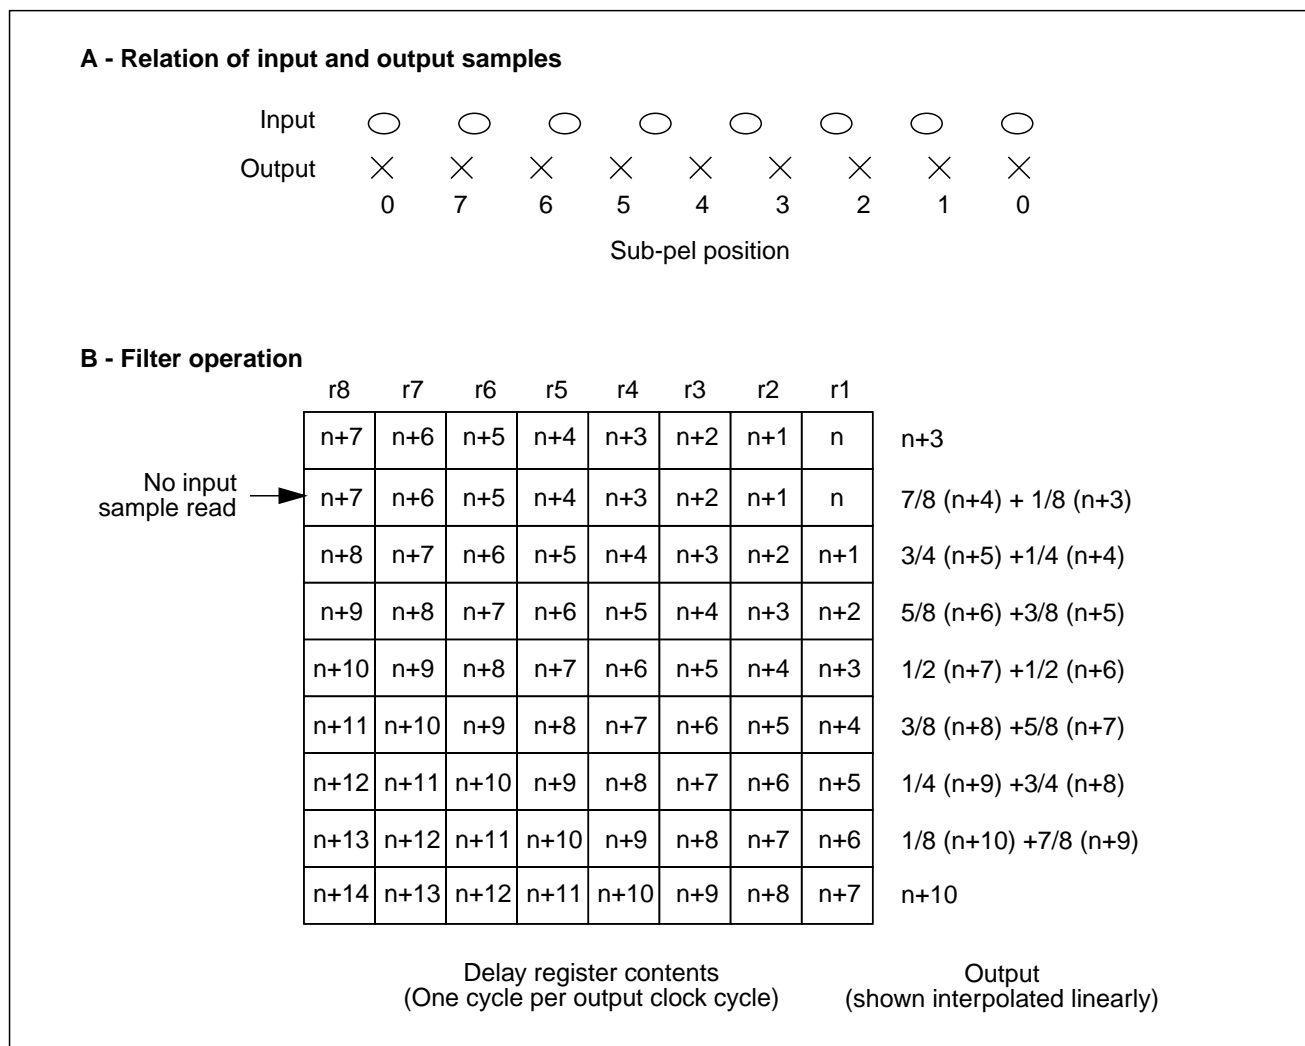 A - Relation of input and output samples
Input
Output
0 7 6 5 4 3 2 1 0
Sub-pel position
B - Filter operation
r8 r7 r6 r5 r4 r3 r2 r1
n+7 n+6 n+5 n+4 n+3 n+2 n+1 n n+3
No input
sample read
n+7 n+6 n+5 n+4 n+3 n+2 n+1 n 7/8 (n+4) + 1/8 (n+3)
n+8 n+7 n+6 n+5 n+4 n+3 n+2 n+1 3/4 (n+5) +1/4 (n+4)
n+9 n+8 n+7 n+6 n+5 n+4 n+3 n+2 5/8 (n+6) +3/8 (n+5)
n+10 n+9 n+8 n+7 n+6 n+5 n+4 n+3 1/2 (n+7) +1/2 (n+6)
n+11 n+10 n+9 n+8 n+7 n+6 n+5 n+4 3/8 (n+8) +5/8 (n+7)
n+12 n+11 n+10 n+9 n+8 n+7 n+6 n+5 1/4 (n+9) +3/4 (n+8)
n+13 n+12 n+11 n+10 n+9 n+8 n+7 n+6 1/8 (n+10) +7/8 (n+9)
n+14 n+13 n+12 n+11 n+10 n+9 n+8 n+7 n+10
Delay register contents
(One cycle per output clock cycle)
Output
(shown interpolated linearly)